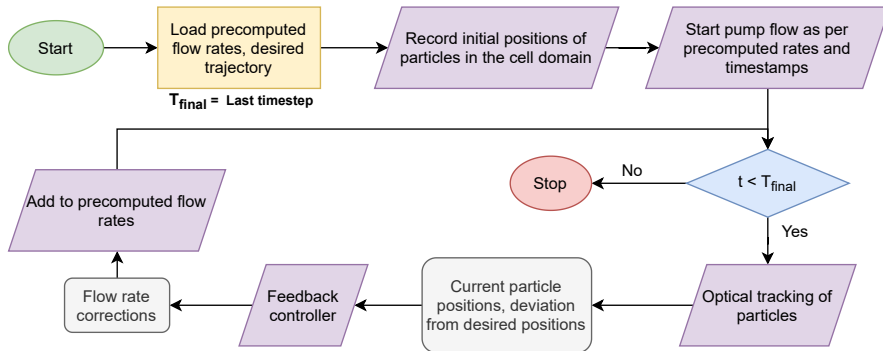 Start
Load precomputed
flow rates, desired
trajectory
T_final = Last timestep
Record initial positions of
particles in the cell domain
Start pump flow as per
precomputed rates and
timestamps
t < T_final
No
Stop
Yes
Optical tracking of
particles
Current particle
positions, deviation
from desired positions
Feedback
controller
Flow rate
corrections
Add to precomputed flow
rates